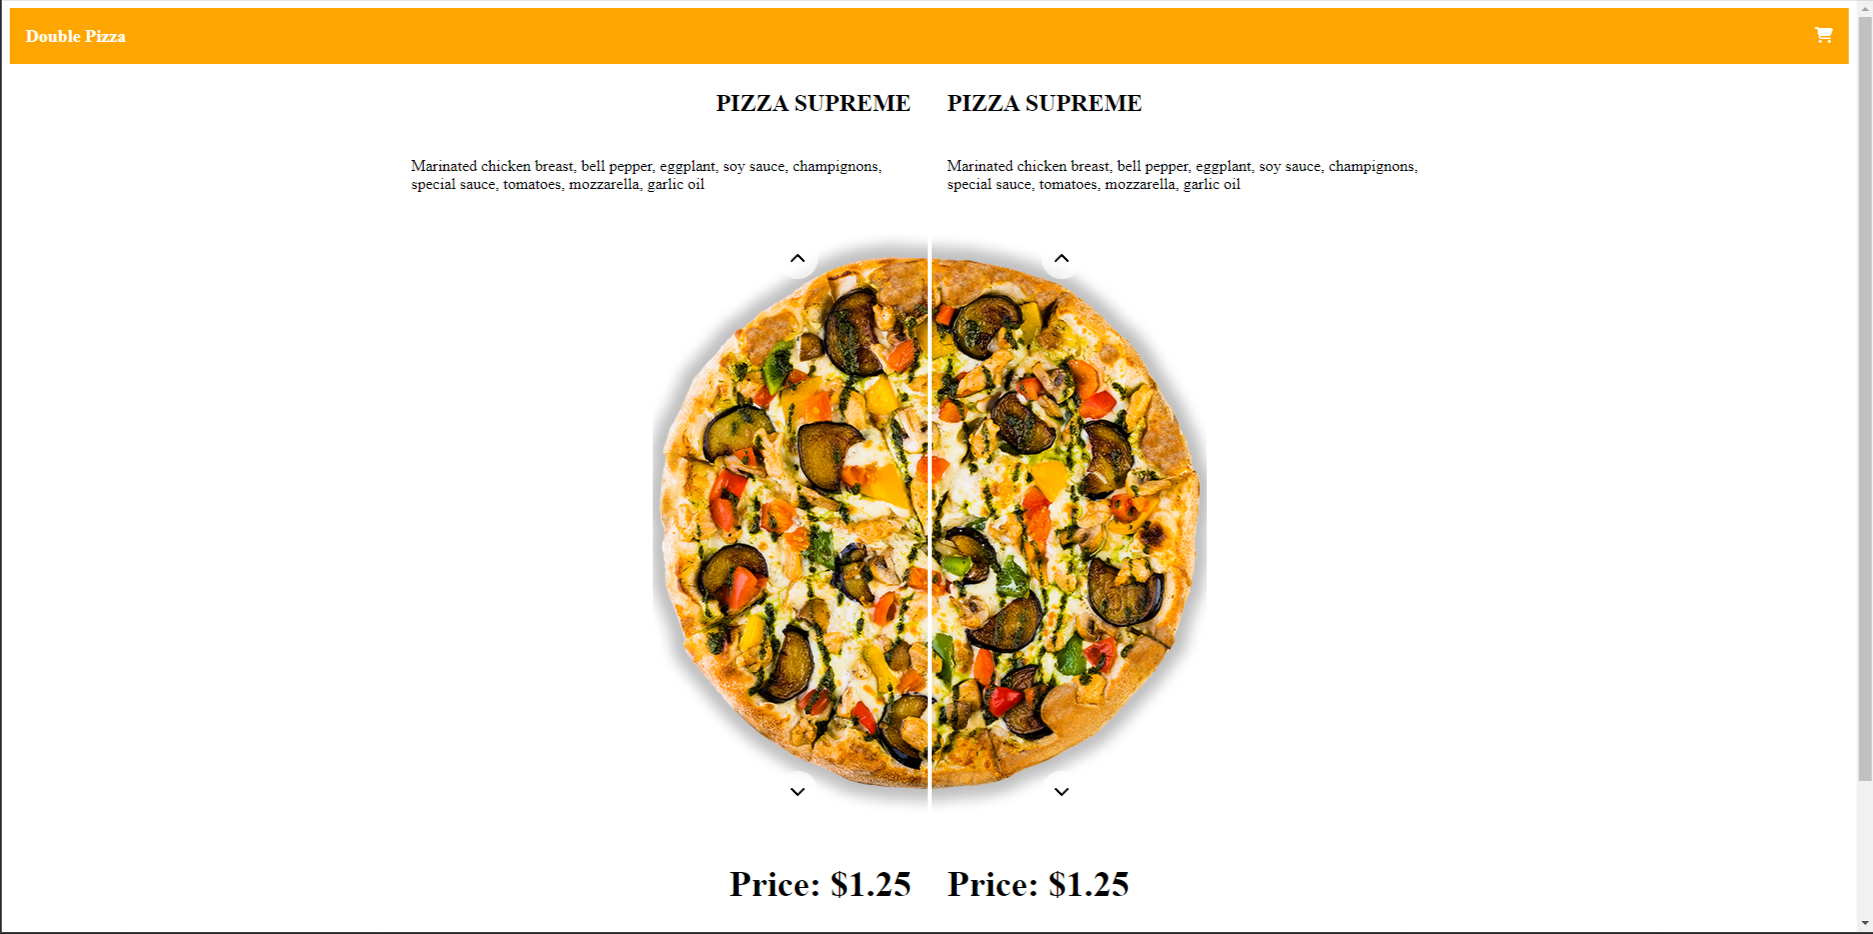 Double Pizza
PIZZA SUPREME
Marinated chicken breast, bell pepper, eggplant, soy sauce, champignons,
special sauce, tomatoes, mozzarella, garlic oil
Price: $1.25
PIZZA SUPREME
Marinated chicken breast, bell pepper, eggplant, soy sauce, champignons,
special sauce, tomatoes, mozzarella, garlic oil
Price: $1.25